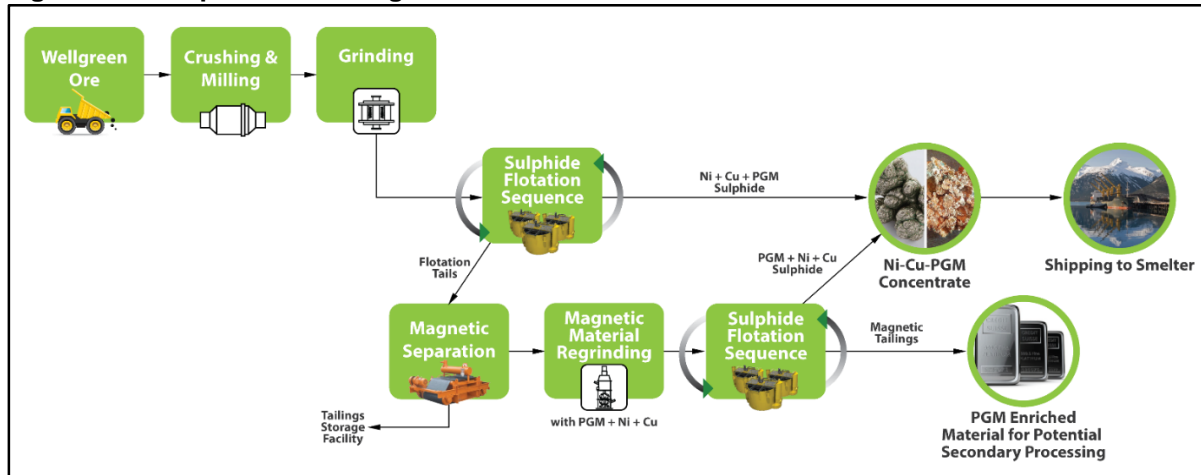 Wellgreen
Ore
Crushing &
Milling
Grinding
Sulphide
Flotation
Sequence
Ni + Cu + PGM
Sulphide
Ni-Cu-PGM
Concentrate
Shipping to Smelter
Flotation
Tails
PGM + Ni + Cu
Sulphide
Magnetic
Separation
Magnetic
Material
Regrinding
with PGM + Ni + Cu
Sulphide
Flotation
Sequence
Magnetic
Tailings
PGM Enriched
Material for Potential
Secondary Processing
Tailings
Storage
Facility